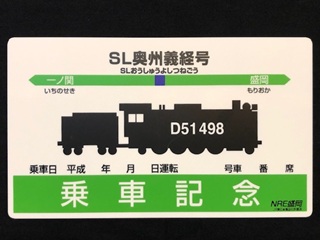 SL奥州義経号
SLおうしゅうよしつねごう
一ノ関 盛岡
いちのせき もりおか
D51498
乗車日 平成 年 月 日運転 号車 番 席
乗車記念
NRE盛岡